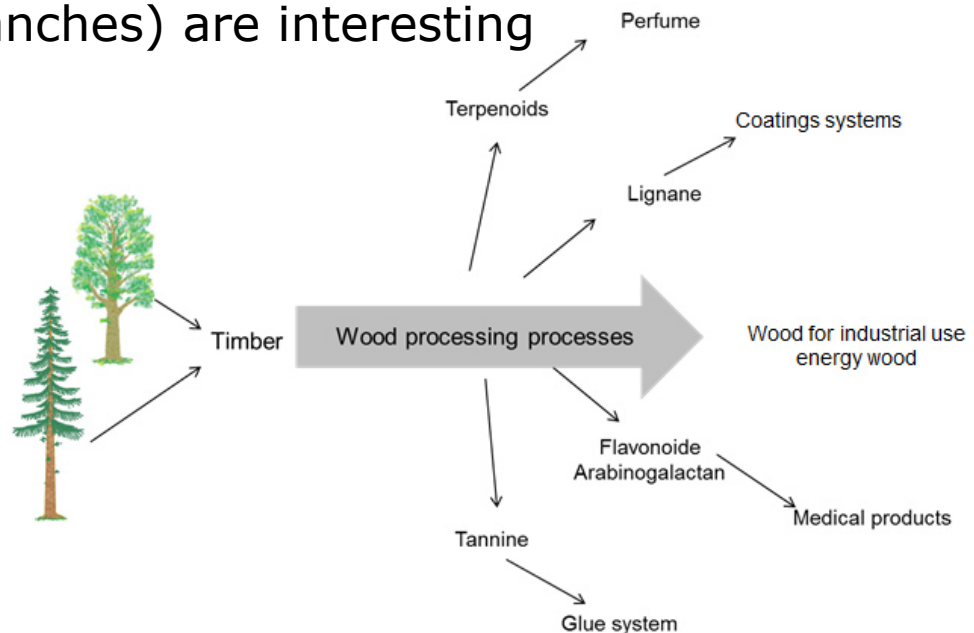 anches) are interesting
Perfume
Terpenoids
Coatings systems
Lignane
Timber
Wood processing processes
Wood for industrial use
energy wood
Flavonoide
Arabinogalactan
Medical products
Tannine
Glue system